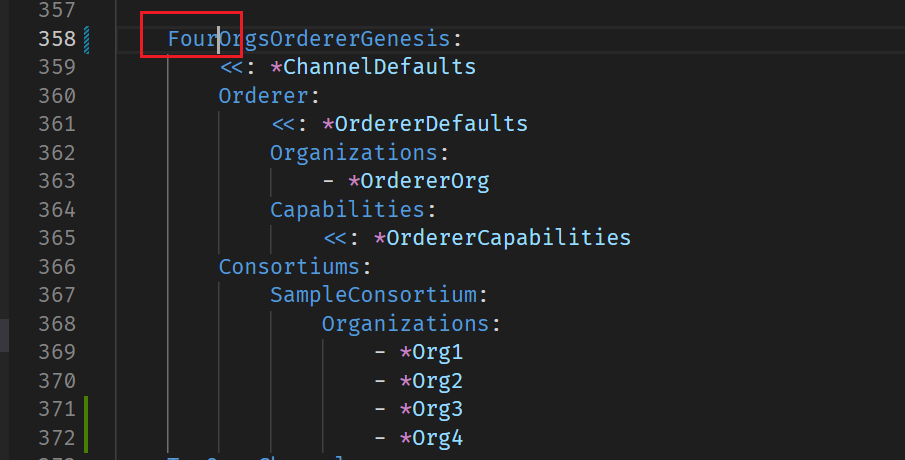 357
358 FourOrgsOrdererGenesis:
359 <<: *ChannelDefaults
360 Orderer:
361 <<: *OrdererDefaults
362 Organizations:
363 - *OrdererOrg
364 Capabilities:
365 <<: *OrdererCapabilities
366 Consortiums:
367 SampleConsortium:
368 Organizations:
369 - *Org1
370 - *Org2
371 - *Org3
372 - *Org4